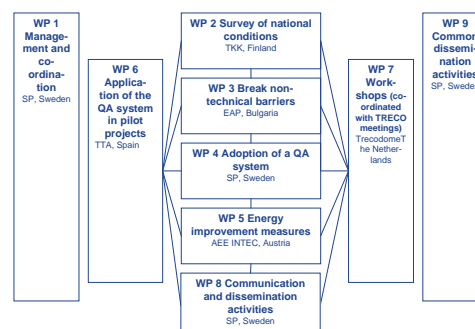 WP 1
Manage-
ment and
co-
ordina-
tion
SP, Sweden
WP 6
Applica-
tion of the
QA system
in pilot
projects
TTA, Spain
WP 2 Survey of national
conditions
TKK, Finland
WP 3 Break non-
technical barriers
EAP, Bulgaria
WP 4 Adoption of a QA
system
SP, Sweden
WP 5 Energy
improvement measures
AEE INTEC, Austria
WP 8 Communication
and dissemination
activities
SP, Sweden
WP 7
Work-
shops (co-
ordinated
with TRECO
meetings)
TrecodomeT
he Nether-
lands
WP 9
Common
dissemi-
nation
activities
SP, Sweden